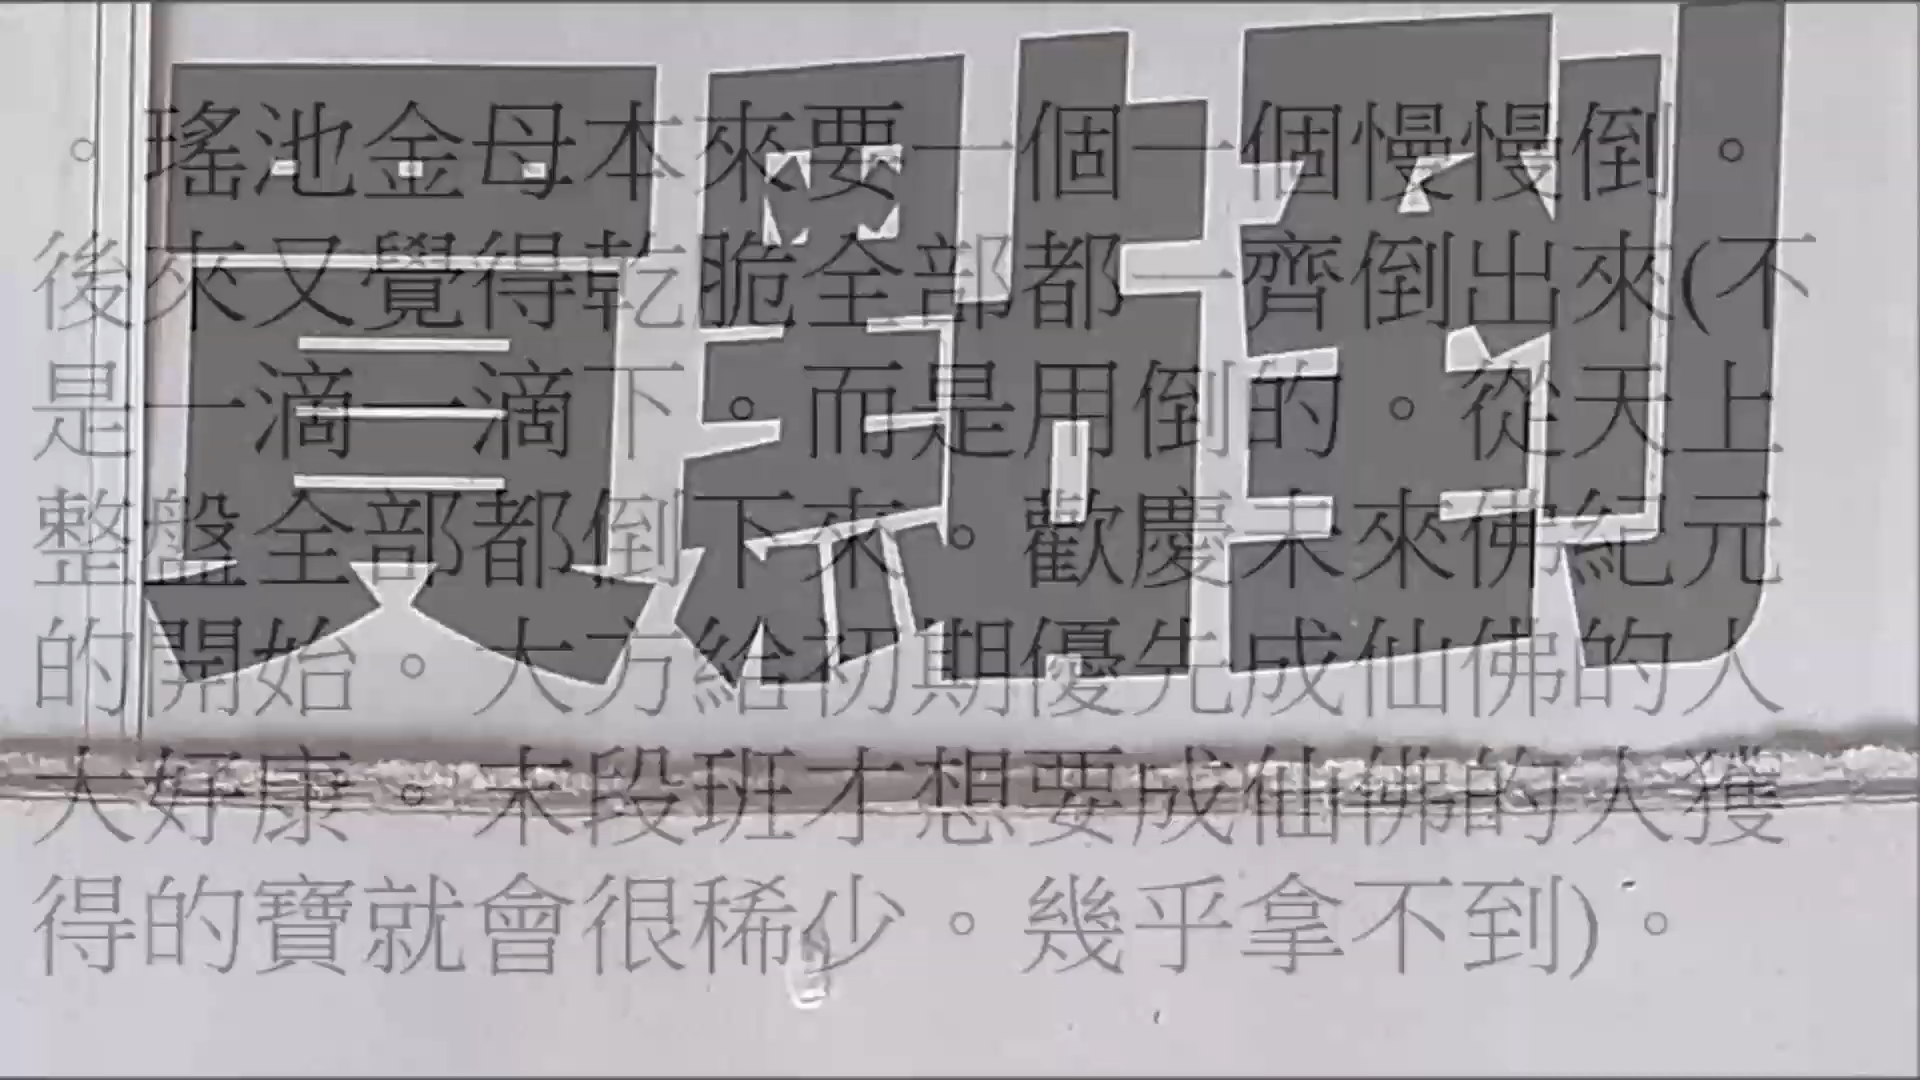 。瑤池金母本來要一個一個慢慢倒。
後來又覺得乾脆全部都一齊倒出來(不
是一滴一滴下。而是用倒的。從天上
整盤全部都倒下來。歡慶未來佛紀元
的開始。大方給初期優先成仙佛的人
大好康。末段班才想要成仙佛的人獲
得的寶就會很稀少。幾乎拿不到)。